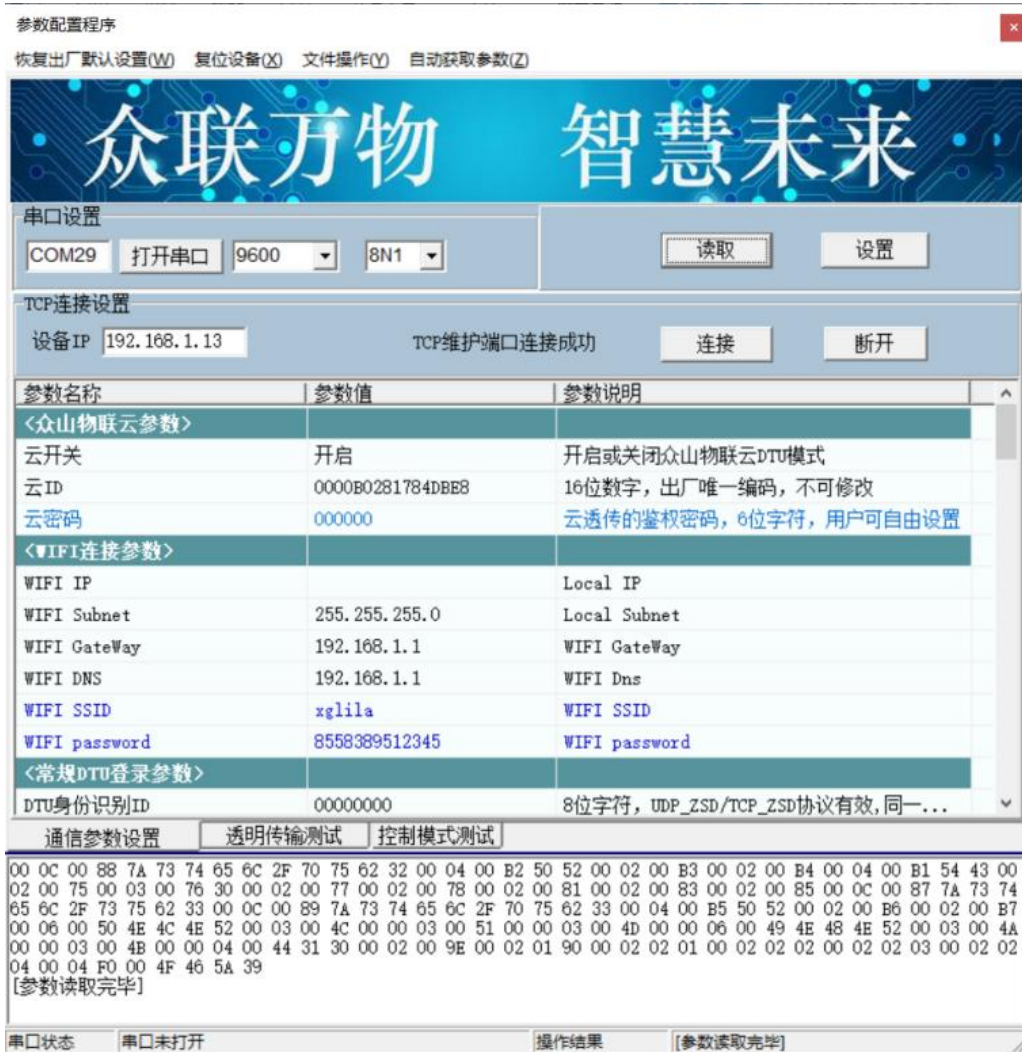 参数配置程序
恢复出厂默认设置(W) 复位设备(X) 文件操作(Y) 自动获取参数(Z)
众联万物 智慧未来
串口设置
COM29 打开串口 9600 8N1 读取 设置
TCP连接设置
设备IP 192.168.1.13 TCP维护端口连接成功 连接 断开
参数名称 参数值 参数说明
<众山物联云参数>
云开关 开启 开启或关闭众山物联云DTU模式
云ID 0000B0281784DBE8 16位数字，出厂唯一编码，不可修改
云密码 000000 云透传的鉴权密码，6位字符，用户可自由设置
<WIFI连接参数>
WIFI IP Local IP
WIFI Subnet 255.255.255.0 Local Subnet
WIFI GateWay 192.168.1.1 WIFI GateWay
WIFI DNS 192.168.1.1 WIFI Dns
WIFI SSID xglila WIFI SSID
WIFI password 8558389512345 WIFI password
<常规DTU登录参数>
DTU身份识别ID 00000000 8位字符，UDP_ZSD/TCP_ZSD协议有效,同一...
通信参数设置 透明传输测试 控制模式测试
00 0C 00 88 7A 73 74 65 6C 2F 70 75 62 32 00 04 00 B2 50 52 00 02 00 B3 00 02 00 B4 00 04 00 B1 54 43 00
02 00 75 00 03 00 76 30 00 02 00 77 00 02 00 78 00 02 00 81 00 02 00 83 00 02 00 85 00 0C 00 87 7A 73 74
65 6C 2F 73 75 62 33 00 0C 00 89 7A 73 74 65 6C 2F 70 75 62 33 00 04 00 B5 50 52 00 02 00 B6 00 02 00 B7
00 06 00 50 4E 4C 4E 52 00 03 00 4C 00 00 03 00 51 00 00 03 00 4D 00 00 06 00 49 4E 48 4E 52 00 03 00 4A
00 00 03 00 4B 00 00 04 00 44 31 30 00 02 00 9E 00 02 01 90 00 02 02 01 00 02 02 02 00 02 02 03 00 02 02
04 00 04 F0 00 4F 46 5A 39
[参数读取完毕]
串口状态 串口未打开 操作结果 [参数读取完毕]